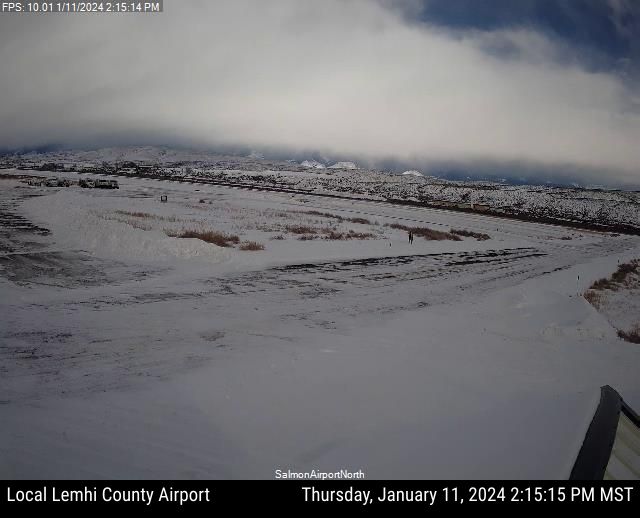 FPS: 10.01 1/11/2024 2:15:14 PM
SalmonAirportNorth
Local Lemhi County Airport Thursday, January 11, 2024 2:15:15 PM MST